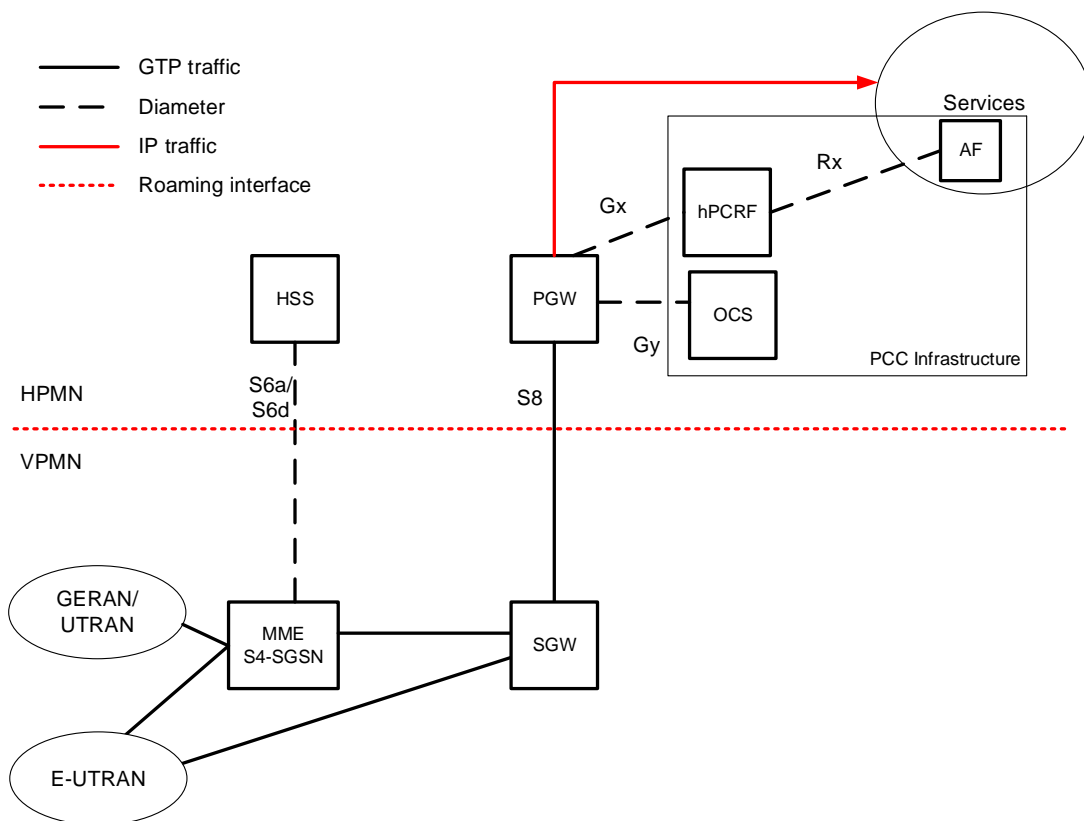 GTP traffic
Diameter
IP traffic
Roaming interface
Services
AF
Rx
hPCRF
Gx
HSS
PGW
OCS
Gy
PCC Infrastructure
HPMN
S6a/
S6d
S8
VPMN
GERAN/
UTRAN
MME
S4-SGSN
SGW
E-UTRAN